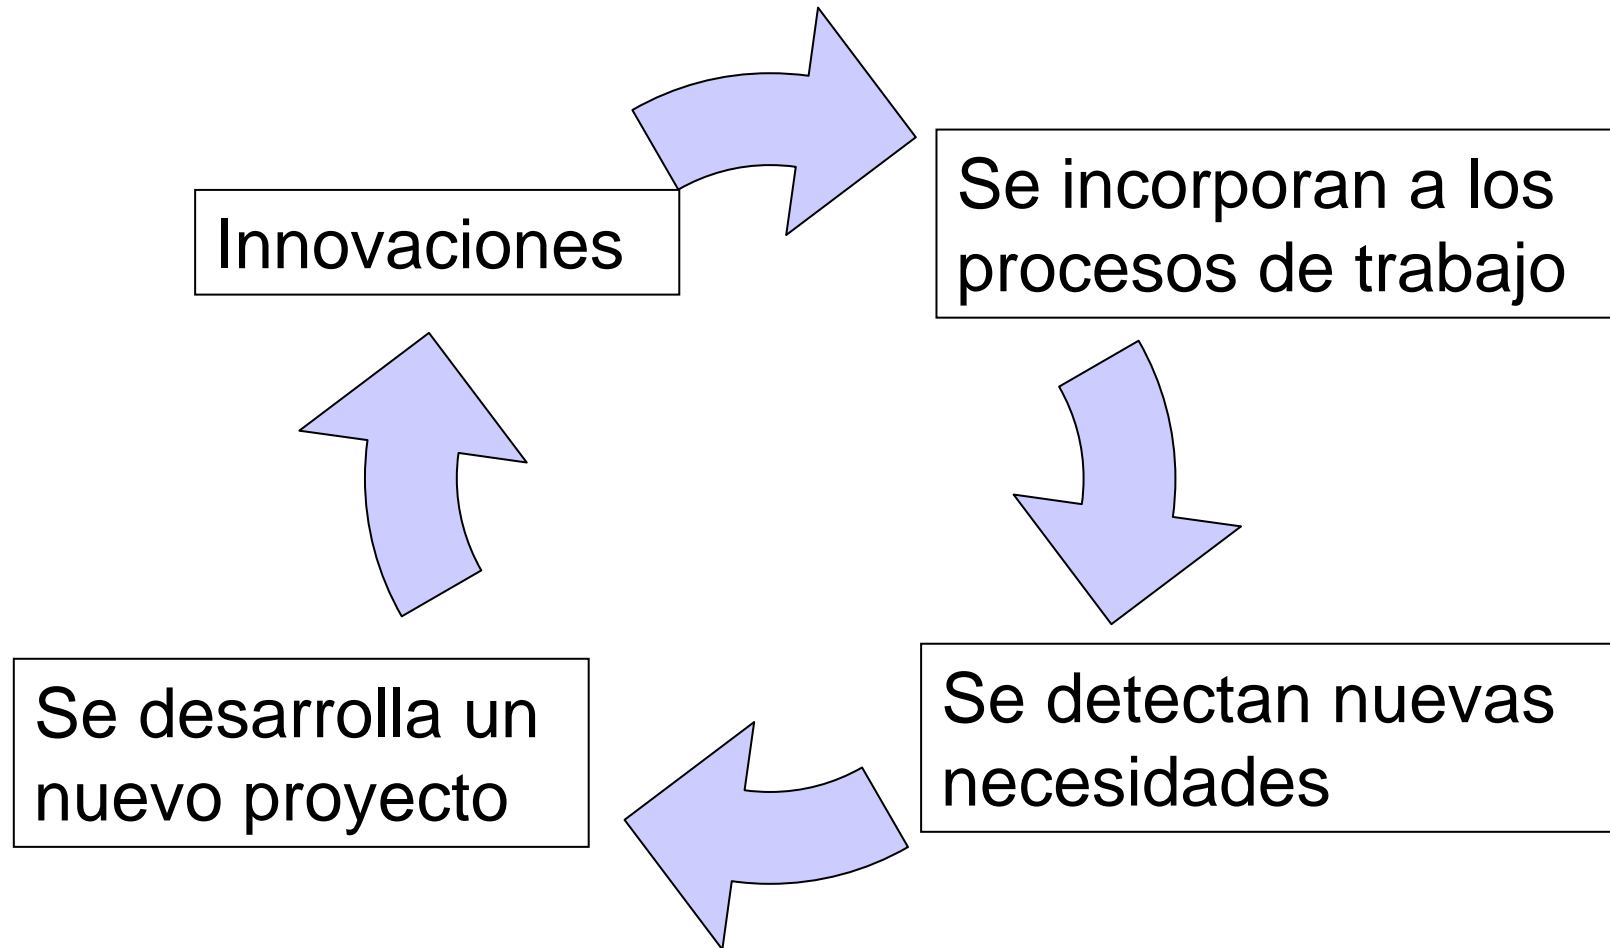 Innovaciones
Se incorporan a los
procesos de trabajo
Se detectan nuevas
necesidades
Se desarrolla un
nuevo proyecto